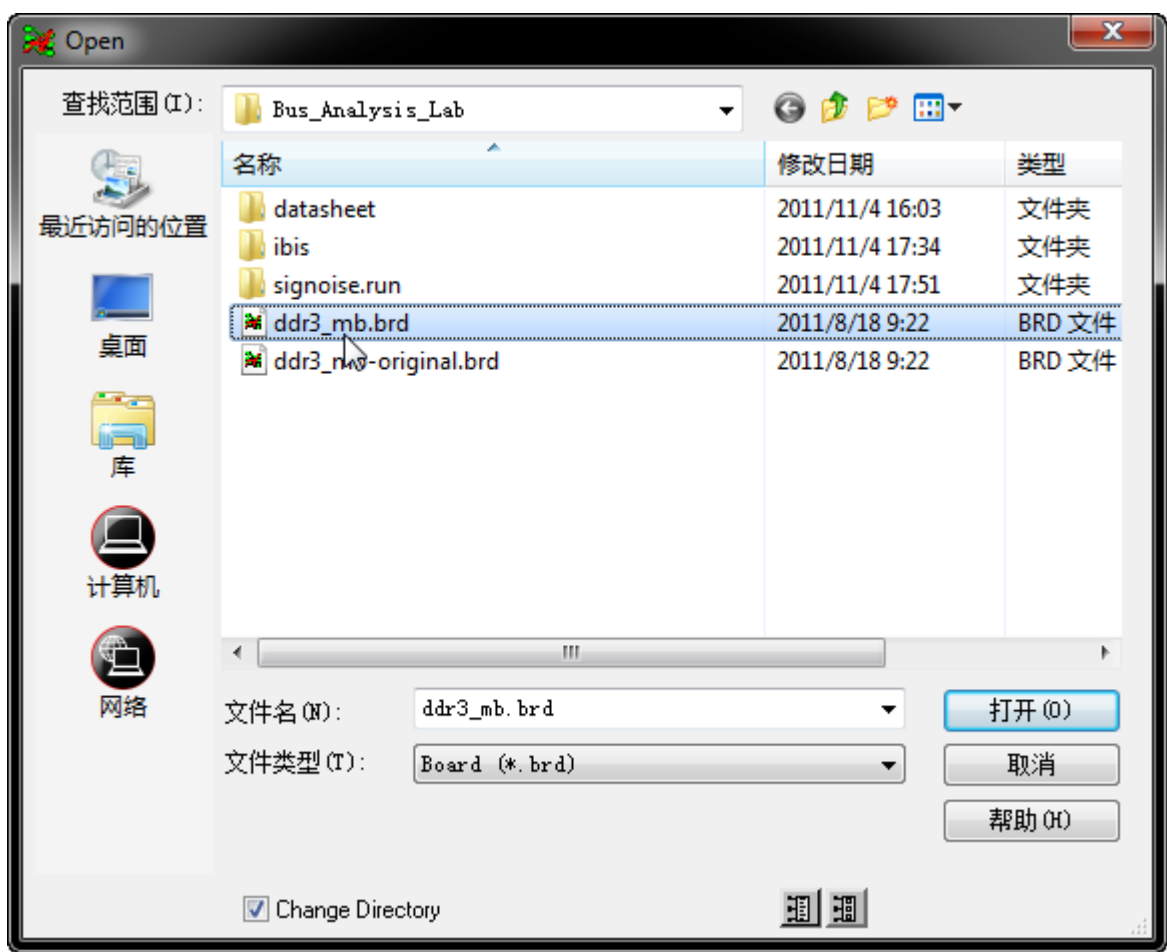 Open
查找范围(I):
Bus_Analysis_Lab
名称 修改日期 类型
datasheet 2011/11/4 16:03 文件夹
ibis 2011/11/4 17:34 文件夹
signoise.run 2011/11/4 17:51 文件夹
ddr3_mb.brd 2011/8/18 9:22 BRD 文件
-original.brd 2011/8/18 9:22 BRD 文件
最近访问的位置
桌面
库
计算机
网络
文件名(N): ddr3_mb.brd 打开(O)
文件类型(T): Board (*.brd) 取消
帮助(H)
Change Directory